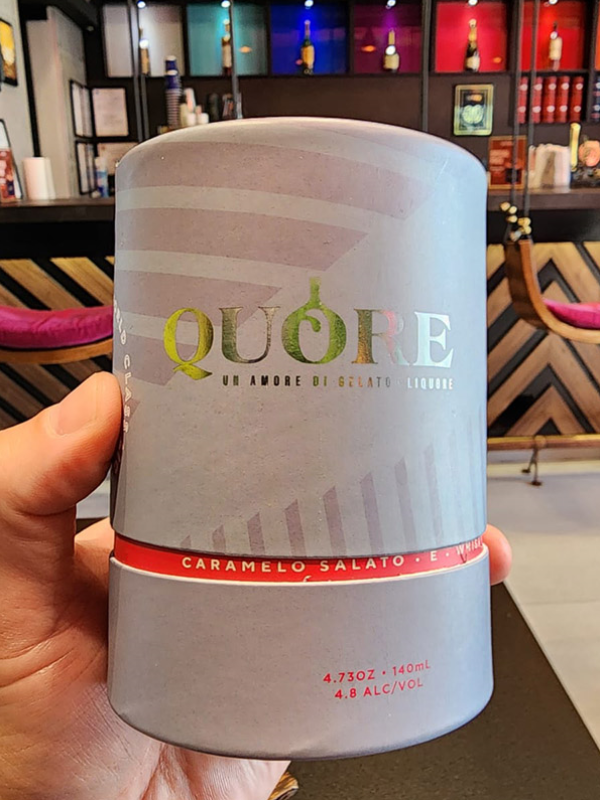 QUORE
UN AMORE DI GELATO · LIQUORE
CARAMELO SALATO · E ·
4.73OZ · 140mL
4.8 ALC/VOL